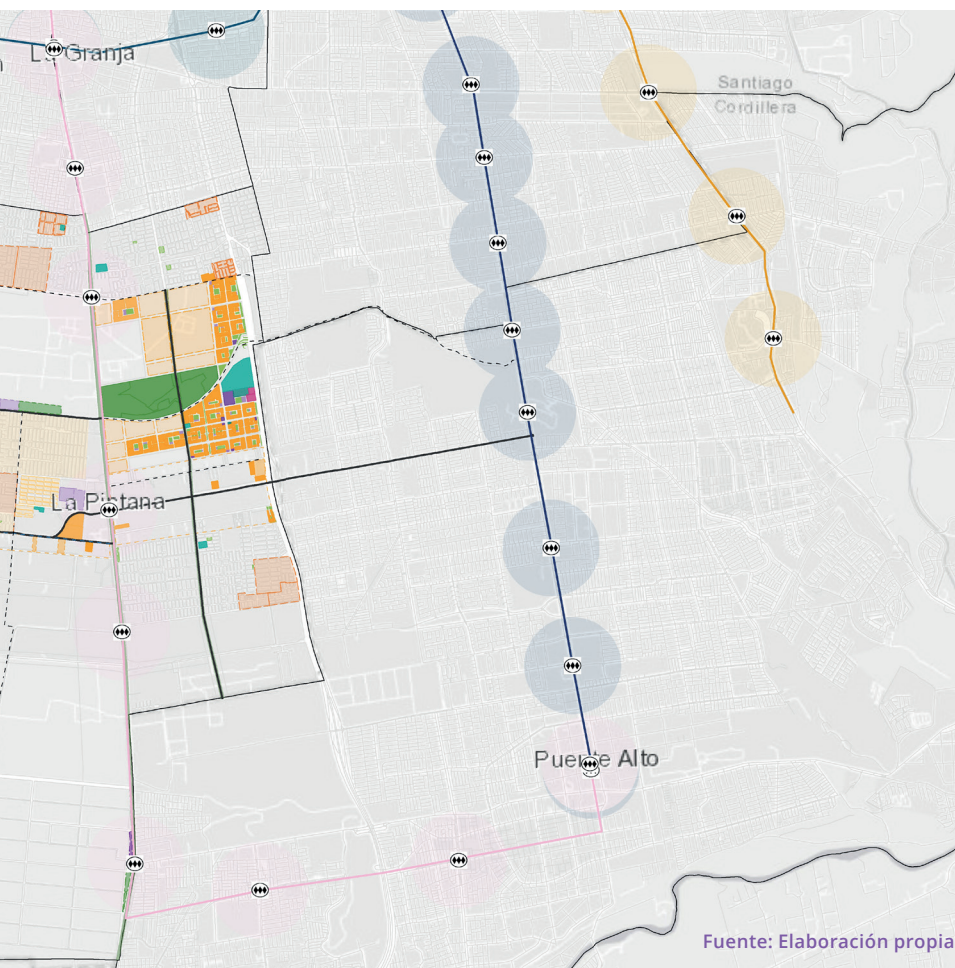 La Granja
Santiago
Cordillera
La Pintana
Puente Alto
Fuente: Elaboración propia